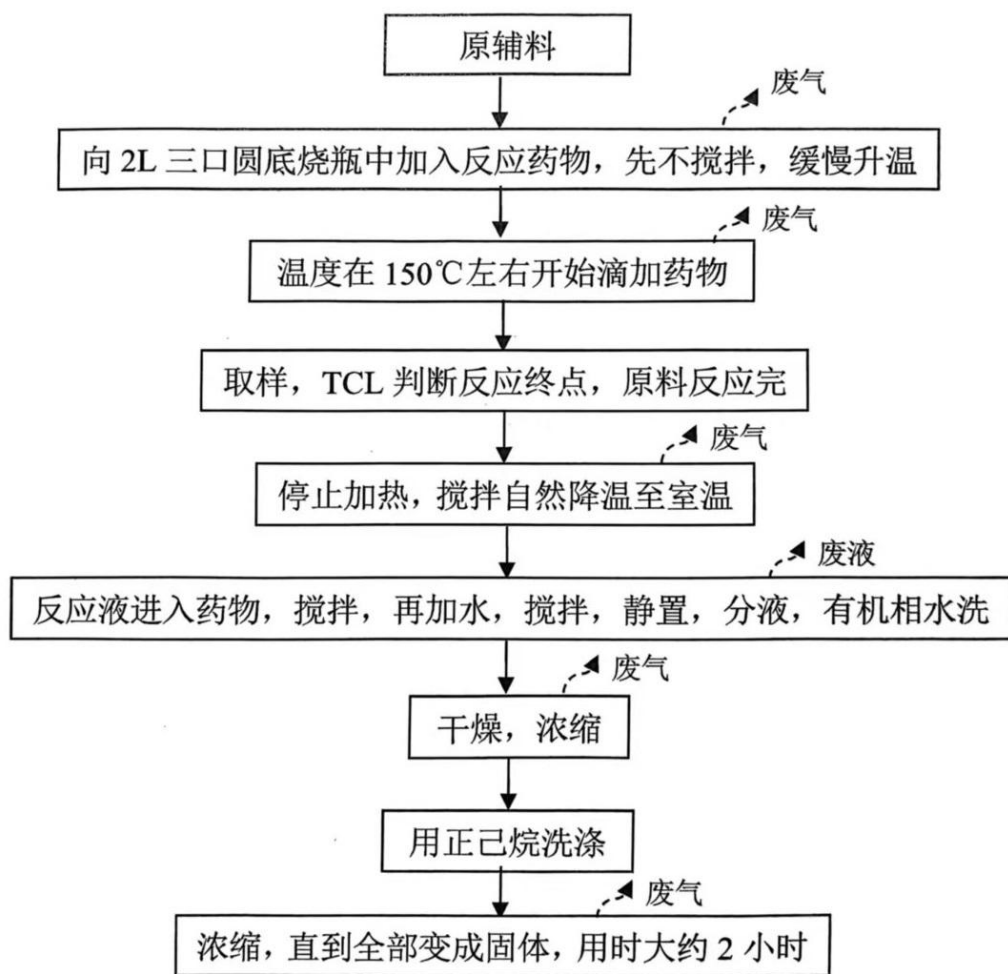 原辅料
废气
向 2L 三口圆底烧瓶中加入反应药物，先不搅拌，缓慢升温
废气
温度在 150℃左右开始滴加药物
取样，TCL 判断反应终点，原料反应完
废气
停止加热，搅拌自然降温至室温
废液
反应液进入药物，搅拌，再加水，搅拌，静置，分液，有机相水洗
废气
干燥，浓缩
用正己烷洗涤
废气
浓缩，直到全部变成固体，用时大约 2 小时